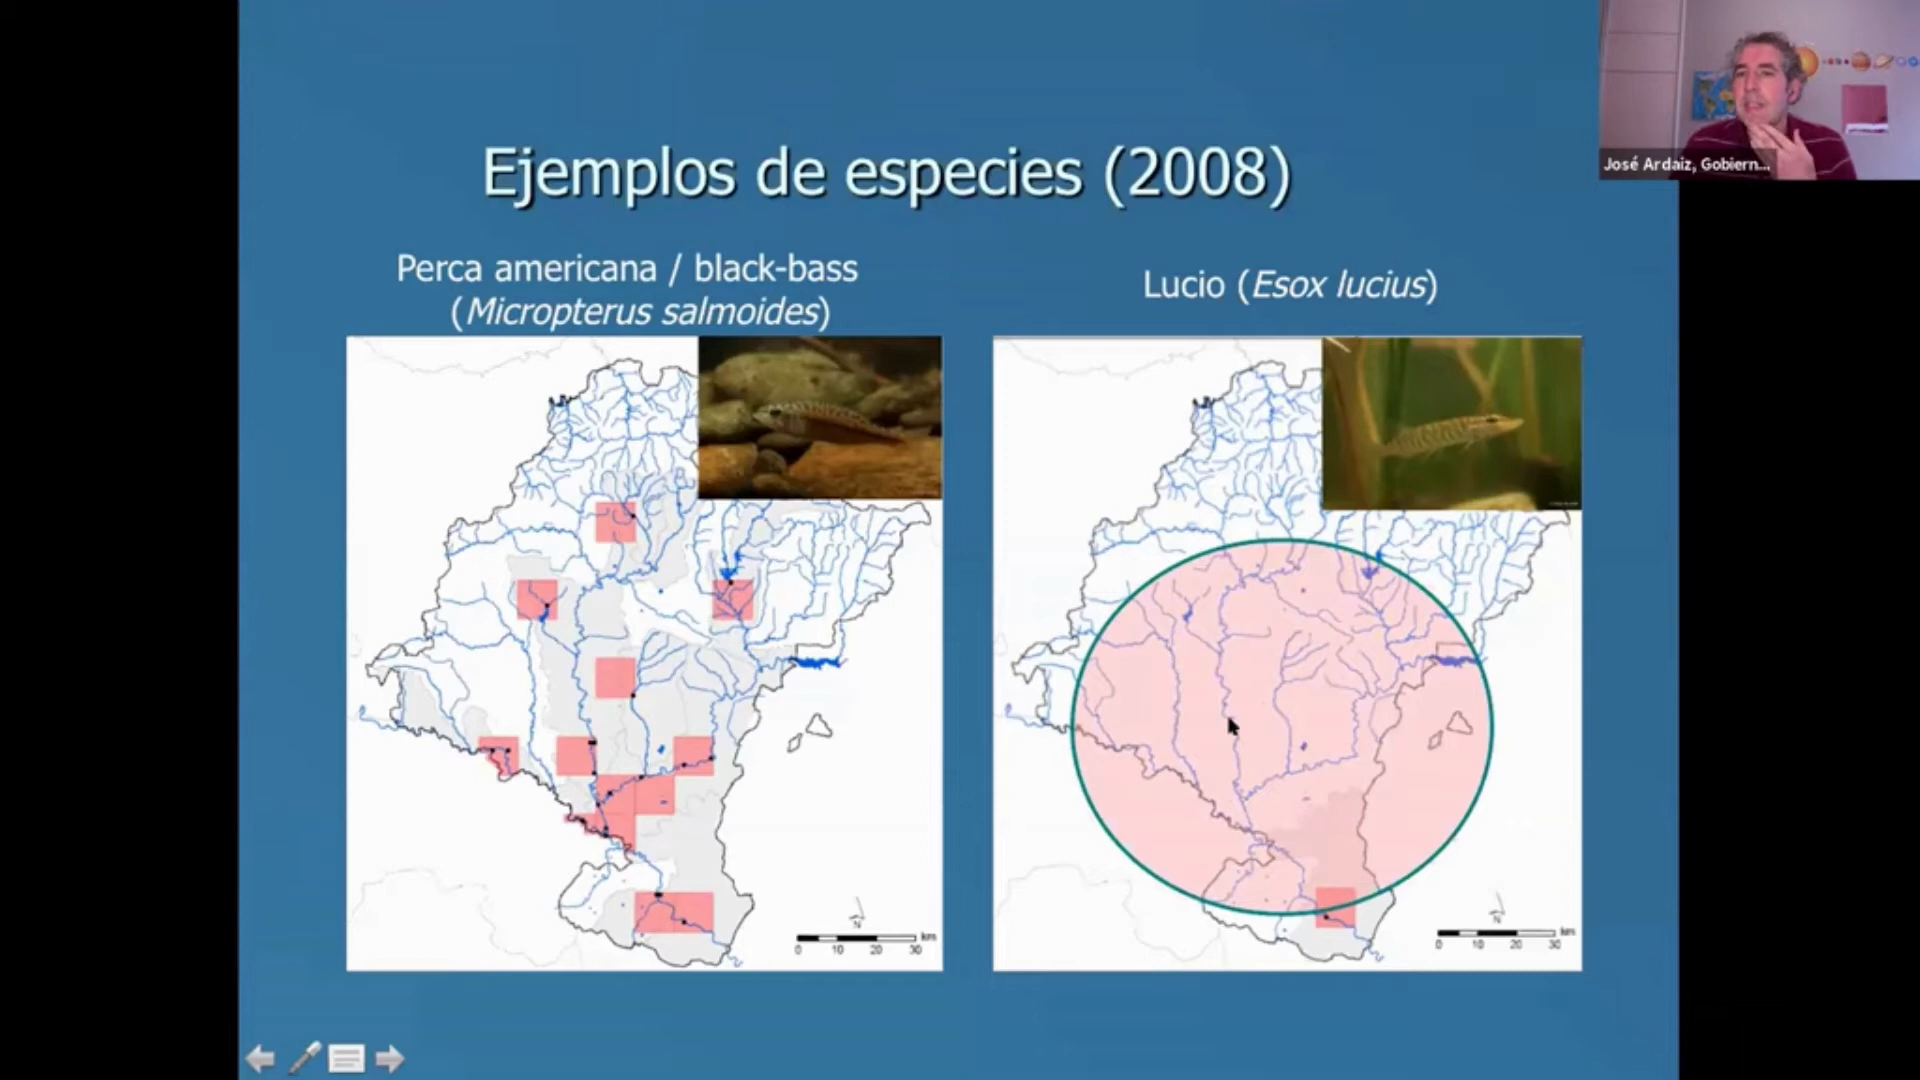 José Ardaiz, Gobiern...
Ejemplos de especies (2008)
Perca americana / black-bass
(Micropterus salmoides)
Lucio (Esox lucius)
N
km
0 10 20 30
N
km
0 10 20 30